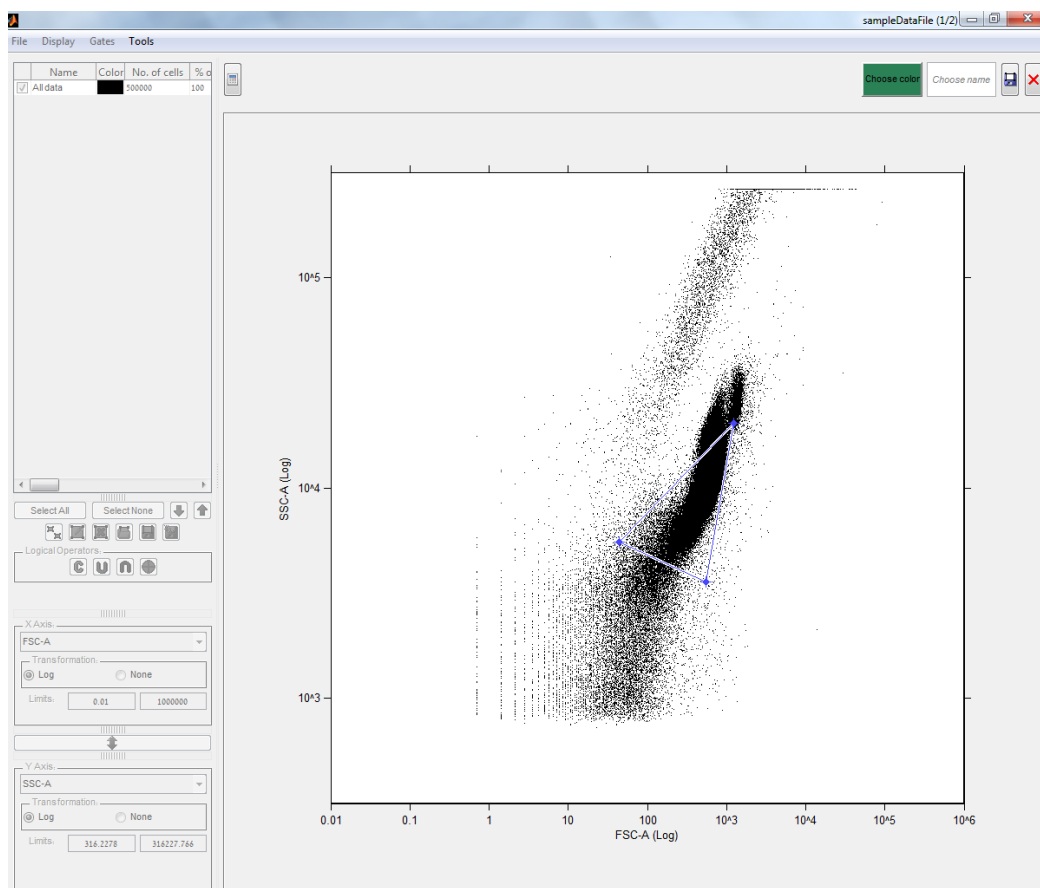 sampleDataFile (1/2)
File Display Gates Tools
Name Color No. of cells % o
All data 500000 100
Choose color Choose name
Select All Select None
Logical Operators:
C U n
X Axis:
FSC-A
Transformation:
Log None
Limits: 0.01 1000000
Y Axis:
SSC-A
Transformation:
Log None
Limits: 316.2278 316227.766
SSC-A (Log)
10^5
10^4
10^3
0.01 0.1 1 10 100 10^3 10^4 10^5 10^6
FSC-A (Log)